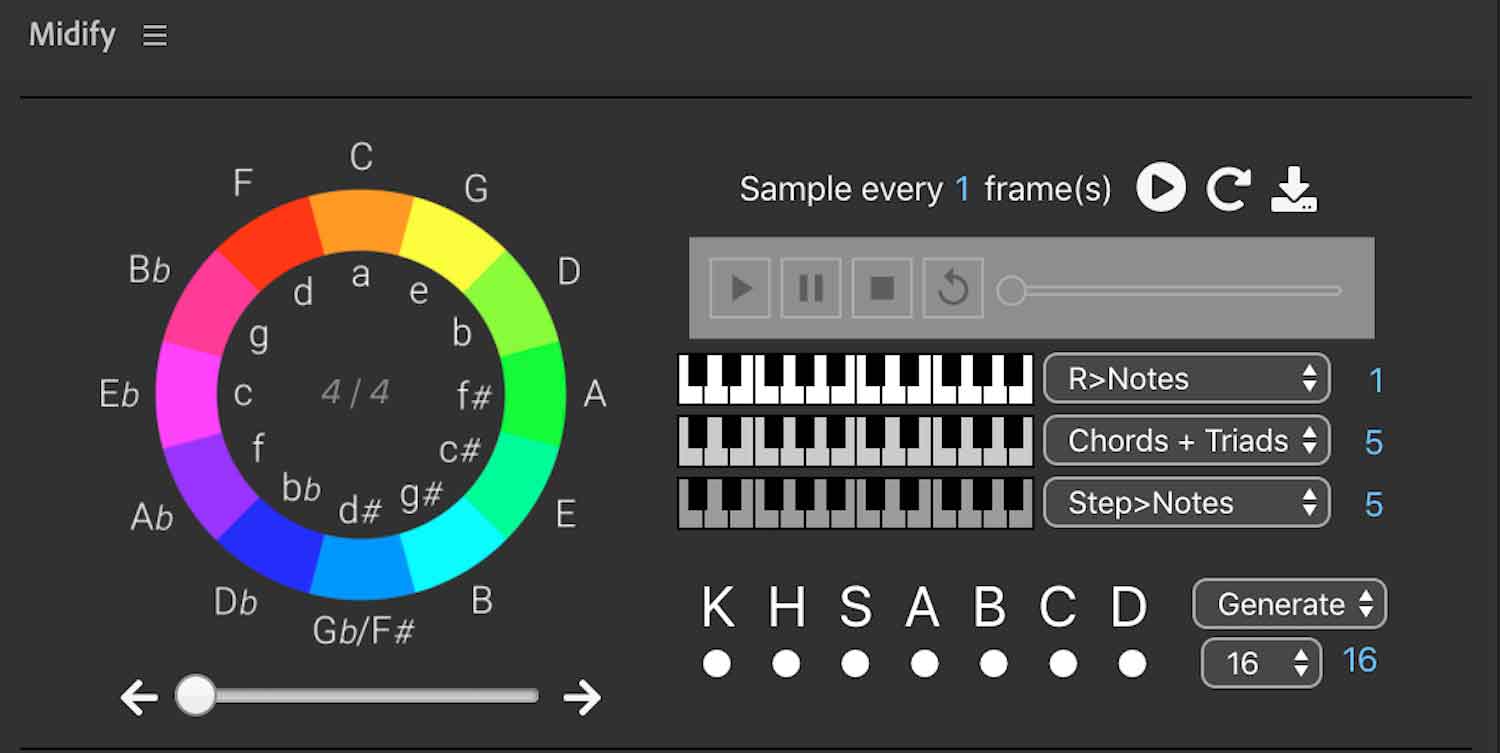 Midify
C
F
G
Bb
D
d
a
e
g
b
Eb
c
4 / 4
f#
A
f
c#
Ab
bb
d#
g#
E
Db
B
Gb/F#
Sample every 1 frame(s)
R>Notes 1
Chords + Triads 5
Step>Notes 5
K H S A B C D
Generate
16 16